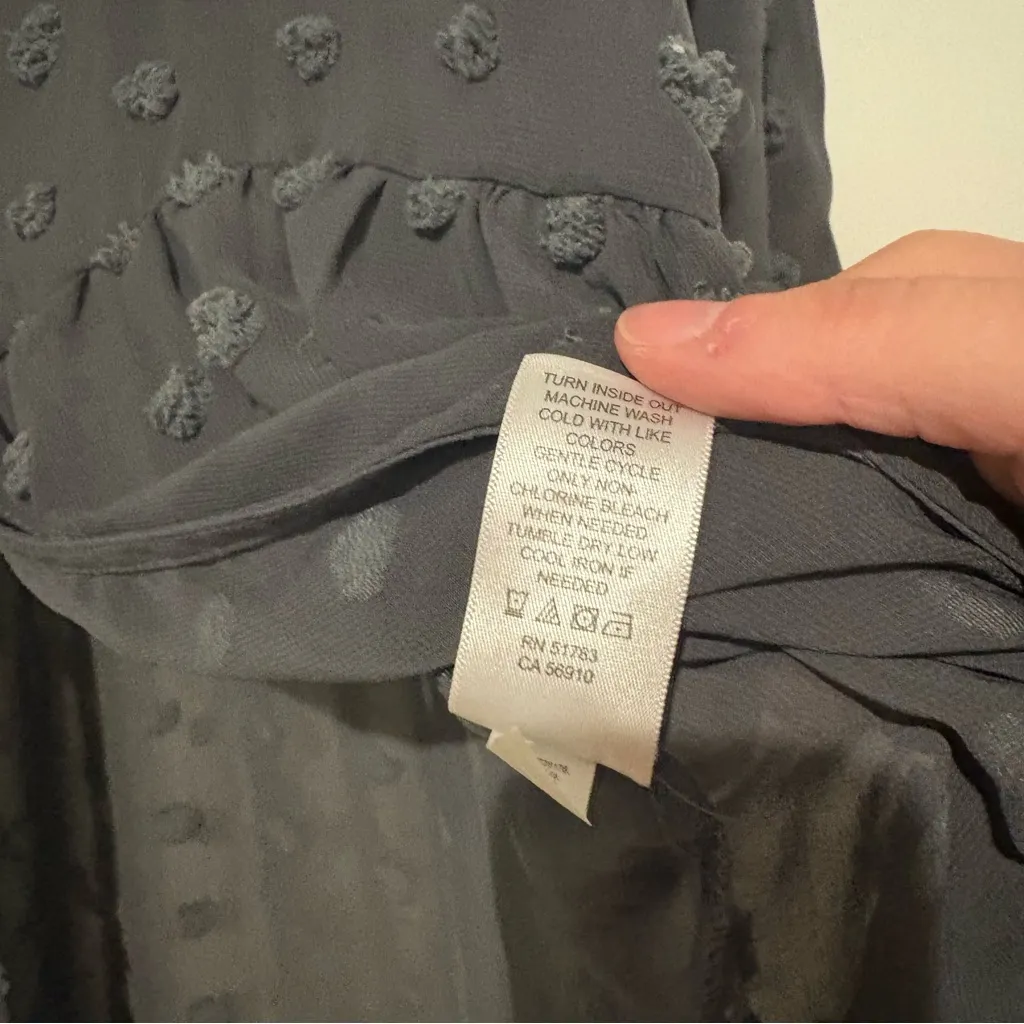 TURN INSIDE OUT
MACHINE WASH
COLD WITH LIKE
COLORS
GENTLE CYCLE
ONLY NON-
CHLORINE BLEACH
WHEN NEEDED
TUMBLE DRY LOW
COOL IRON IF
NEEDED
RN 51783
CA 56910